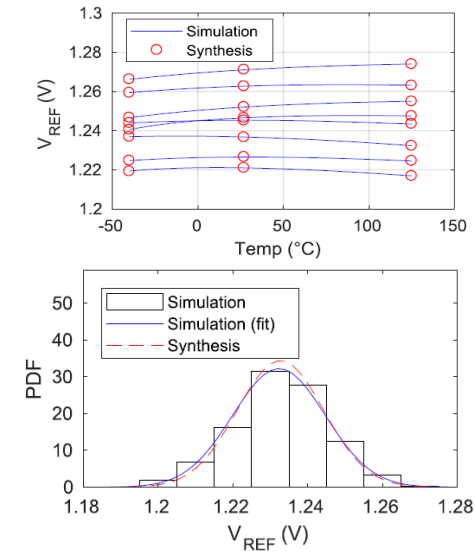 1.3
1.28
1.26
1.24
1.22
1.2
V_REF (V)
Simulation
Synthesis
-50
0
50
100
150
Temp (°C)
50
40
30
20
10
0
PDF
Simulation
Simulation (fit)
Synthesis
1.18
1.2
1.22
1.24
1.26
1.28
V_REF (V)